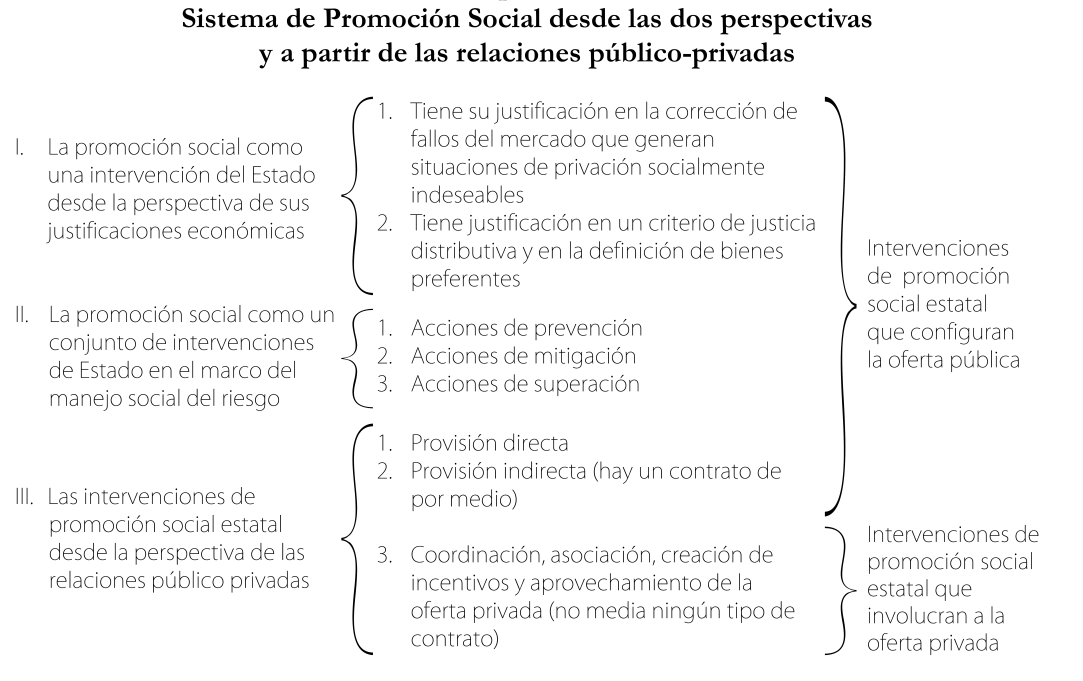 Sistema de Promoción Social desde las dos perspectivas
y a partir de las relaciones público-privadas
I. La promoción social como
una intervención del Estado
desde la perspectiva de sus
justificaciones económicas
1. Tiene su justificación en la corrección de
fallos del mercado que generan
situaciones de privación socialmente
indeseables
2. Tiene justificación en un criterio de justicia
distributiva y en la definición de bienes
preferentes
II. La promoción social como un
conjunto de intervenciones
de Estado en el marco del
manejo social del riesgo
1. Acciones de prevención
2. Acciones de mitigación
3. Acciones de superación
III. Las intervenciones de
promoción social estatal
desde la perspectiva de las
relaciones público privadas
1. Provisión directa
2. Provisión indirecta (hay un contrato de
por medio)
3. Coordinación, asociación, creación de
incentivos y aprovechamiento de la
oferta privada (no media ningún tipo de
contrato)
Intervenciones
de promoción
social estatal
que configuran
la oferta pública
Intervenciones de
promoción social
estatal que
involucran a la
oferta privada